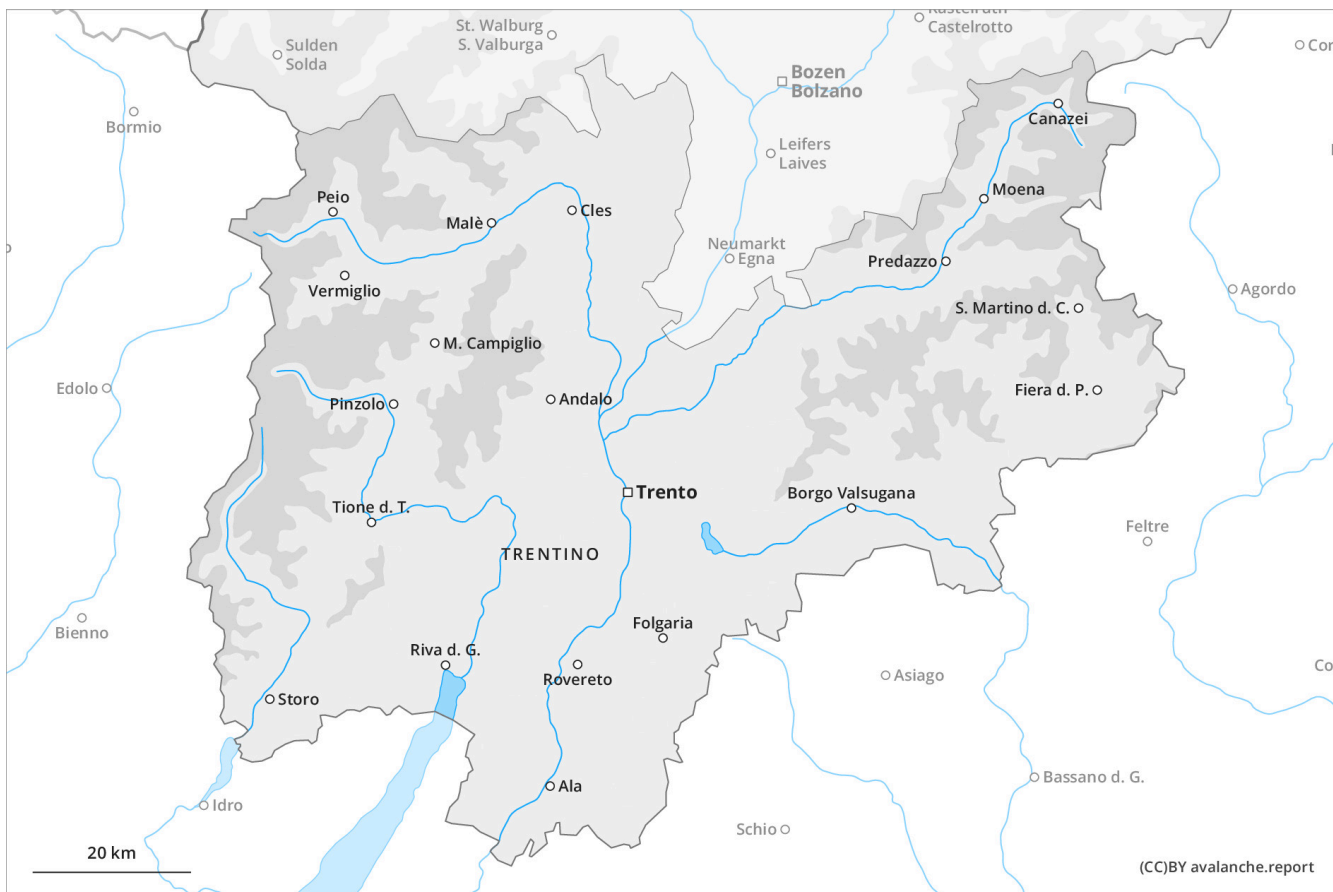 St. Walburg
S. Valburga
Sulden
Solda
Kastelruth
Castelrotto
Bozen
Bolzano
Bormio
Canazei
Leifers
Laives
Peio
Malè
Cles
Moena
Neumarkt
Egna
Predazzo
Vermiglio
Agordo
S. Martino d. C.
M. Campiglio
Edolo
Pinzolo
Andalo
Fiera d. P.
Trento
Borgo Valsugana
Tione d. T.
Feltre
TRENTINO
Bienno
Folgaria
Riva d. G.
Rovereto
Asiago
Storo
Ala
Bassano d. G.
Idro
Schio
20 km
(CC)BY avalanche.report